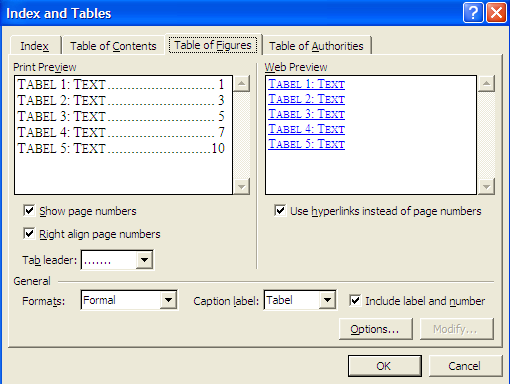 Index and Tables
Index Table of Contents Table of Figures Table of Authorities
Print Preview
TABEL 1: TEXT.................................1
TABEL 2: TEXT.................................3
TABEL 3: TEXT.................................5
TABEL 4: TEXT.................................7
TABEL 5: TEXT...............................10
Web Preview
TABEL 1: TEXT
TABEL 2: TEXT
TABEL 3: TEXT
TABEL 4: TEXT
TABEL 5: TEXT
Show page numbers
Right align page numbers
Use hyperlinks instead of page numbers
Tab leader: .......
General
Formats: Formal Caption label: Tabel Include label and number
Options... Modify...
OK Cancel